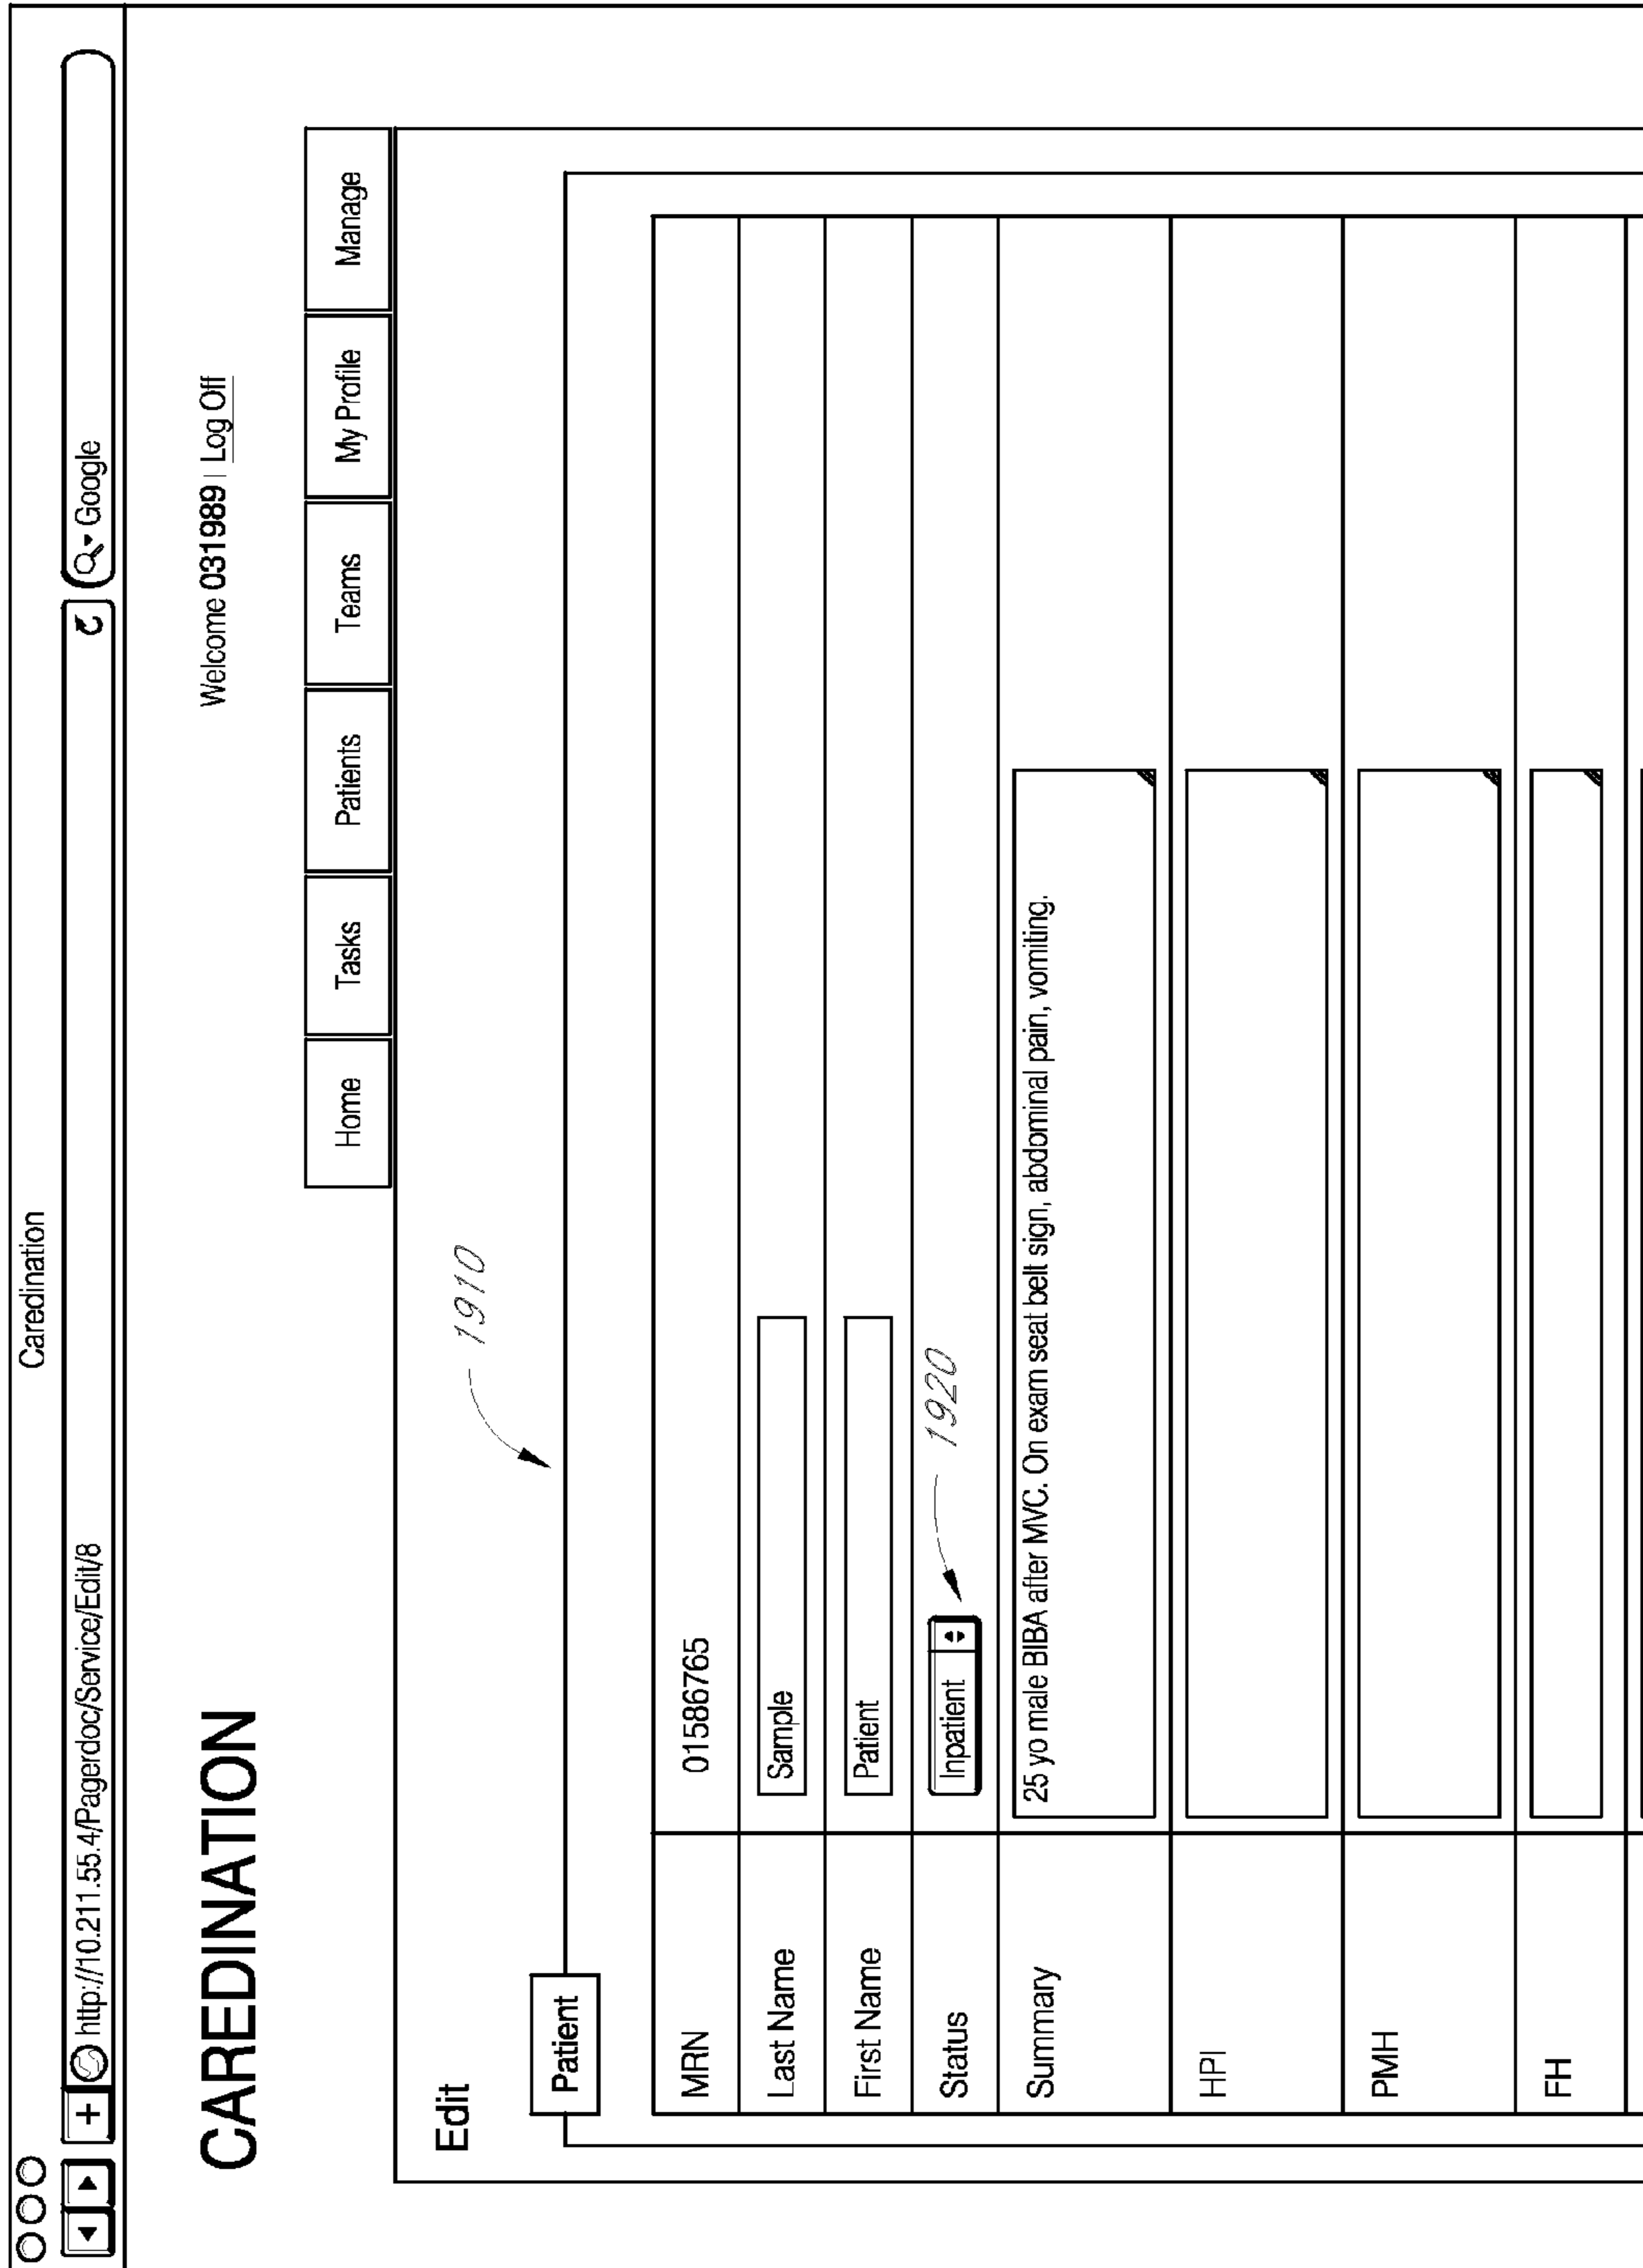 Caredination
http://10.211.55.4/Pagerdoc/Service/Edit/8
Google
CAREDINATION
Welcome 031989 | Log Off
Home
Tasks
Patients
Teams
My Profile
Manage
Edit
1910
Patient
MRN 01586765
Last Name Sample
First Name Patient
Status Inpatient
1920
Summary 25 yo male BIBA after MVC. On exam seat belt sign, abdominal pain, vomiting.
HPI
PMH
FH